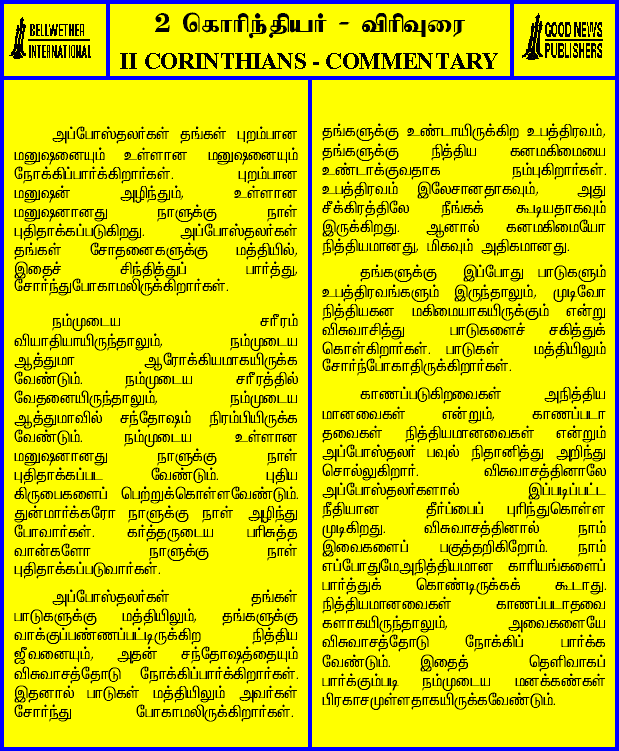 BELLWETHER
INTERNATIONAL
2 கொரிந்தியர் - விரிவுரை
II CORINTHIANS - COMMENTARY
GOOD NEWS
PUBLISHERS
அப்போஸ்தலர்கள் தங்கள் புறம்பான
மனுஷனையும் உள்ளான மனுஷனையும்
நோக்கிப்பார்க்கிறார்கள். புறம்பான
மனுஷன் அழிந்தும், உள்ளான
மனுஷனானது நாளுக்கு நாள்
புதிதாக்கப்படுகிறது. அப்போஸ்தலர்கள்
தங்கள் சோதனைகளுக்கு மத்தியில்,
இதைச் சிந்தித்துப் பார்த்து,
சோர்ந்துபோகாமலிருக்கிறார்கள்.
நம்முடைய சரீரம்
வியாதியாயிருந்தாலும், நம்முடைய
ஆத்துமா ஆரோக்கியமாகயிருக்க
வேண்டும். நம்முடைய சரீரத்தில்
வேதனையிருந்தாலும், நம்முடைய
ஆத்துமாவில் சந்தோஷம் நிரம்பியிருக்க
வேண்டும். நம்முடைய உள்ளான
மனுஷனானது நாளுக்கு நாள்
புதிதாக்கப்பட வேண்டும். புதிய
கிருபைகளைப் பெற்றுக்கொள்ளவேண்டும்.
துன்மார்க்கரோ நாளுக்கு நாள் அழிந்து
போவார்கள். கர்த்தருடைய பரிசுத்த
வான்களோ நாளுக்கு நாள்
புதிதாக்கப்படுவார்கள்.
அப்போஸ்தலர்கள் தங்கள்
பாடுகளுக்கு மத்தியிலும், தங்களுக்கு
வாக்குப்பண்ணப்பட்டிருக்கிற நித்திய
ஜீவனையும், அதன் சந்தோஷத்தையும்
விசுவாசத்தோடு நோக்கிப்பார்க்கிறார்கள்.
இதனால் பாடுகள் மத்தியிலும் அவர்கள்
சோர்ந்து போகாமலிருக்கிறார்கள்.
தங்களுக்கு உண்டாயிருக்கிற உபத்திரவம்,
தங்களுக்கு நித்திய கனமகிமையை
உண்டாக்குவதாக நம்புகிறார்கள்.
உபத்திரவம் இலேசானதாகவும், அது
சீக்கிரத்திலே நீங்கக் கூடியதாகவும்
இருக்கிறது. ஆனால் கனமகிமையோ
நித்தியமானது, மிகவும் அதிகமானது.
தங்களுக்கு இப்போது பாடுகளும்
உபத்திரவங்களும் இருந்தாலும், முடிவோ
நித்தியகன மகிமையாகயிருக்கும் என்று
விசுவாசித்து பாடுகளைச் சகித்துக்
கொள்கிறார்கள். பாடுகள் மத்தியிலும்
சோர்ந்போகாதிருக்கிறார்கள்.
காணப்படுகிறவைகள் அநித்திய
மானவைகள் என்றும், காணப்படா
தவைகள் நித்தியமானவைகள் என்றும்
அப்போஸ்தலர் பவுல் நிதானித்து அறிந்து
சொல்லுகிறார். விசுவாசத்தினாலே
அப்போஸ்தலர்களால் இப்படிப்பட்ட
நீதியான தீர்ப்பைப் புரிந்துகொள்ள
முடிகிறது. விசுவாசத்தினால் நாம்
இவைகளைப் பகுத்தறிகிறோம். நாம்
எப்போதுமேஅநித்தியமான காரியங்களைப்
பார்த்துக் கொண்டிருக்கக் கூடாது.
நித்தியமானவைகள் காணப்படாதவை
களாகயிருந்தாலும், அவைகளையே
விசுவாசத்தோடு நோக்கிப் பார்க்க
வேண்டும். இதைத் தெளிவாகப்
பார்க்கும்படி நம்முடைய மனக்கண்கள்
பிரகாசமுள்ளதாகயிருக்கவேண்டும்.